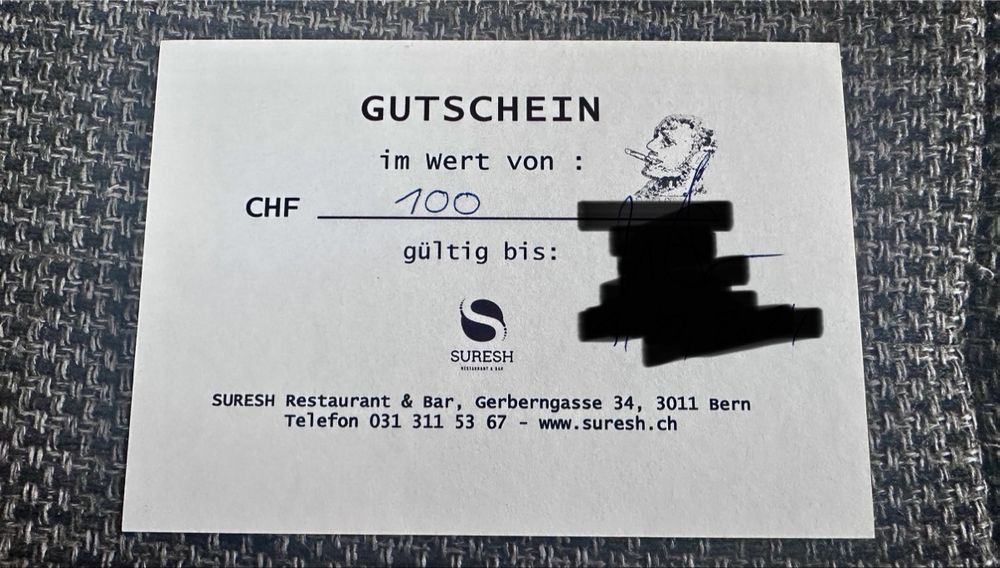 GUTSCHEIN
im Wert von :
CHF 100
gültig bis:
SURESH
RESTAURANT & BAR
SURESH Restaurant & Bar, Gerberngasse 34, 3011 Bern
Telefon 031 311 53 67 - www.suresh.ch